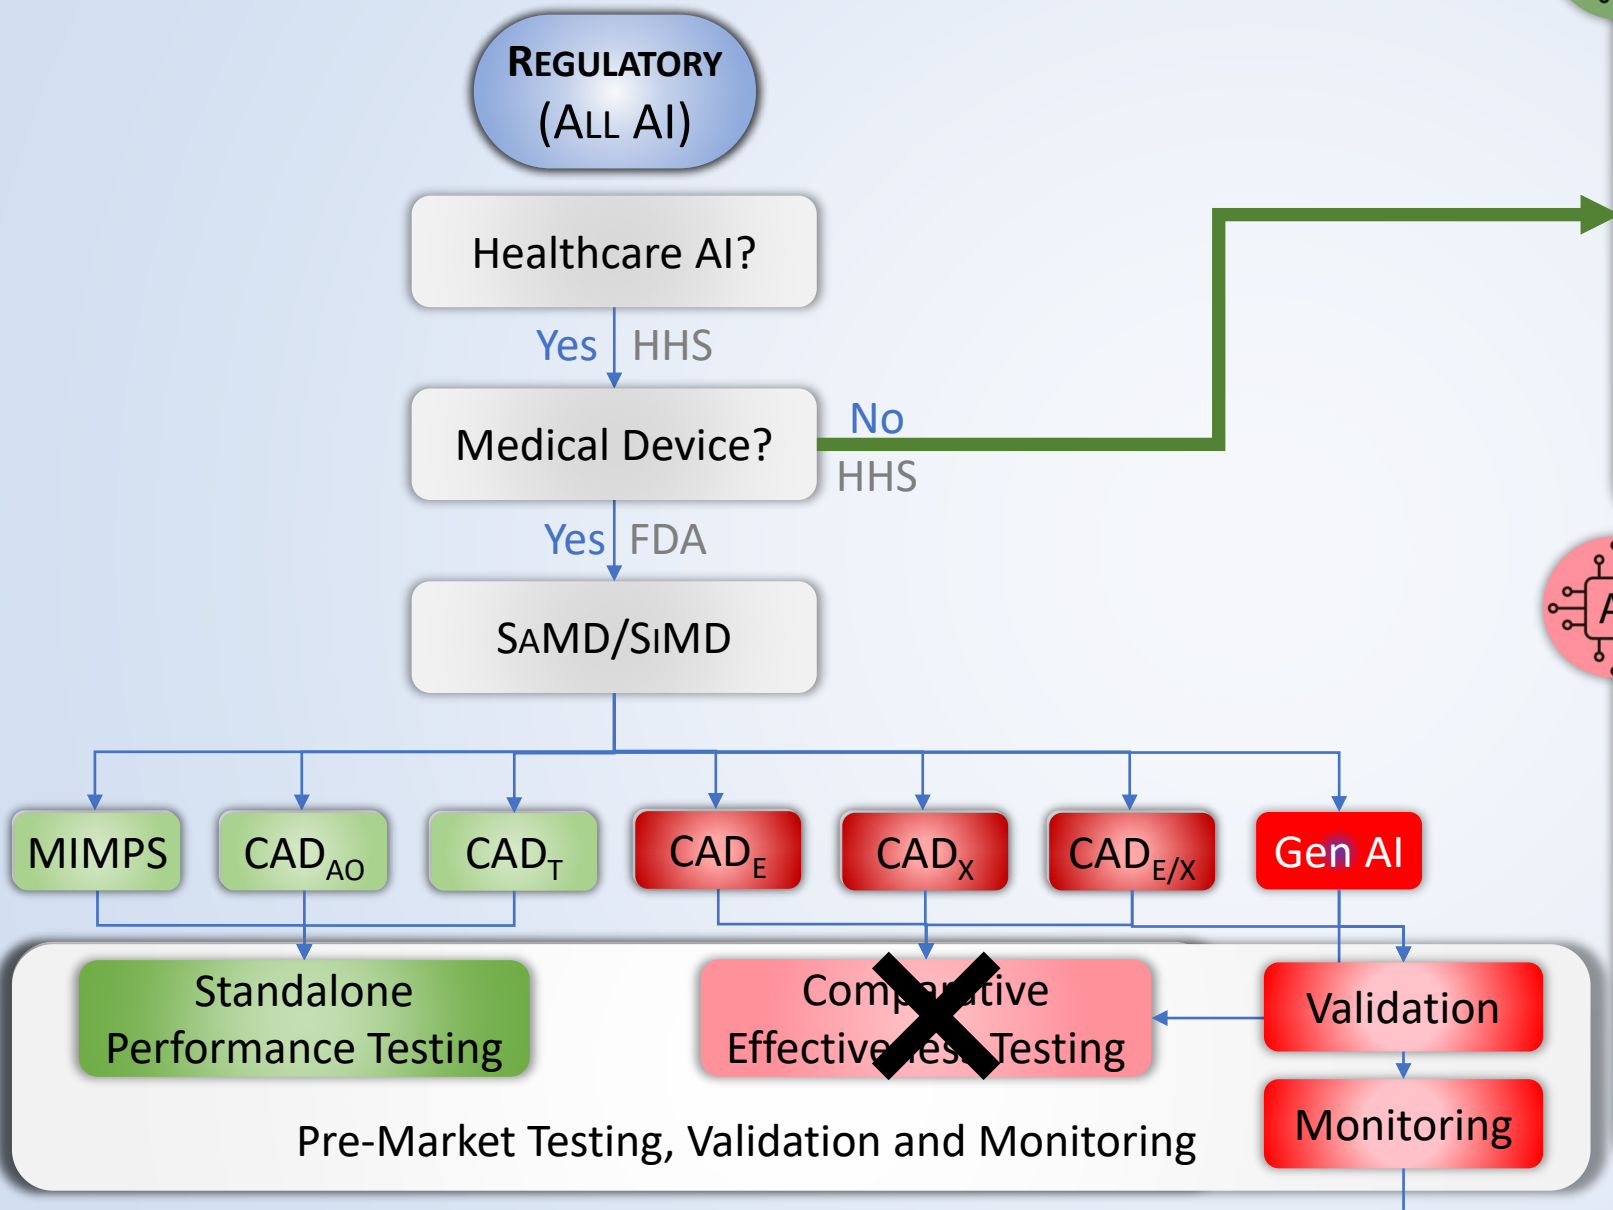 REGULATORY
(ALL AI)
Healthcare AI?
Yes HHS
Medical Device?
No
HHS
Yes FDA
SAMD/SIMD
MIMPS CADAO CADT CADE CADX CADE/X Gen AI
Standalone
Performance Testing
Comparative
Effectiveness Testing
Validation
Monitoring
Pre-Market Testing, Validation and Monitoring